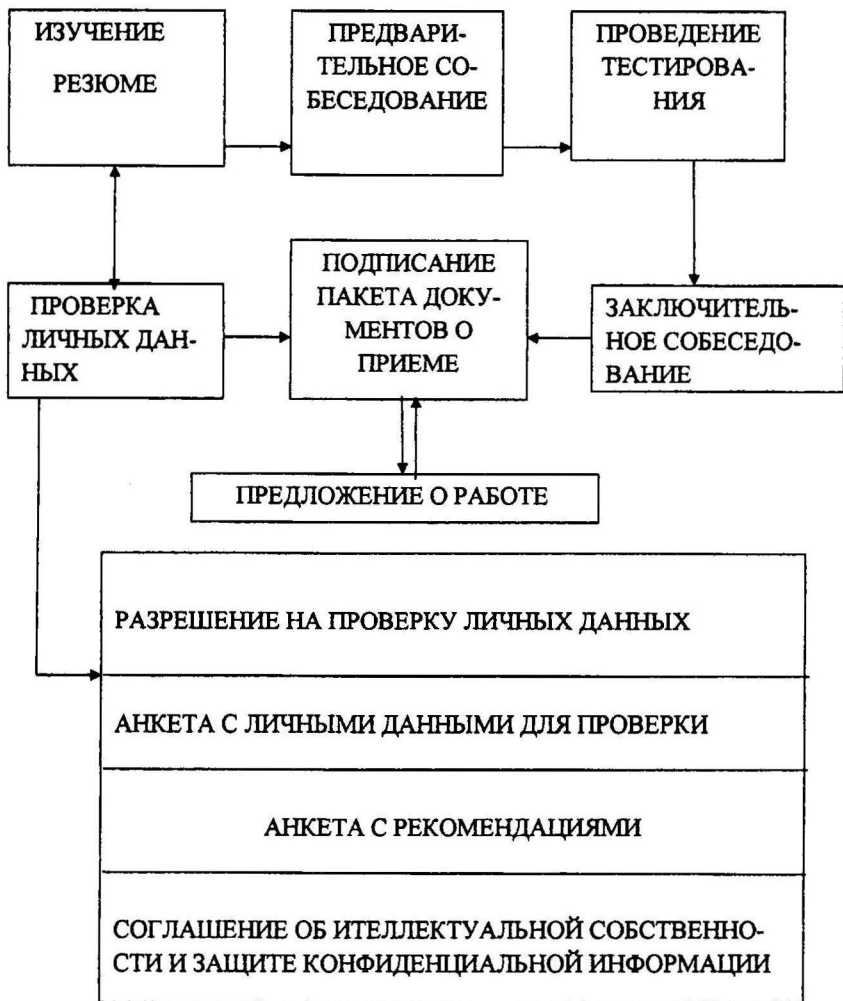 ИЗУЧЕНИЕ
РЕЗЮМЕ
ПРЕДВАРИ-
ТЕЛЬНОЕ СО-
БЕСЕДОВАНИЕ
ПРОВЕДЕНИЕ
ТЕСТИРОВА-
НИЯ
ПРОВЕРКА
ЛИЧНЫХ ДАН-
НЫХ
ПОДПИСАНИЕ
ПАКЕТА ДОКУ-
МЕНТОВ О
ПРИЕМЕ
ЗАКЛЮЧИТЕЛЬ-
НОЕ СОБЕСЕДО-
ВАНИЕ
ПРЕДЛОЖЕНИЕ О РАБОТЕ
РАЗРЕШЕНИЕ НА ПРОВЕРКУ ЛИЧНЫХ ДАННЫХ
АНКЕТА С ЛИЧНЫМИ ДАННЫМИ ДЛЯ ПРОВЕРКИ
АНКЕТА С РЕКОМЕНДАЦИЯМИ
СОГЛАШЕНИЕ ОБ ИТЕЛЛЕКТУАЛЬНОЙ СОБСТВЕННО-
СТИ И ЗАЩИТЕ КОНФИДЕНЦИАЛЬНОЙ ИНФОРМАЦИИ